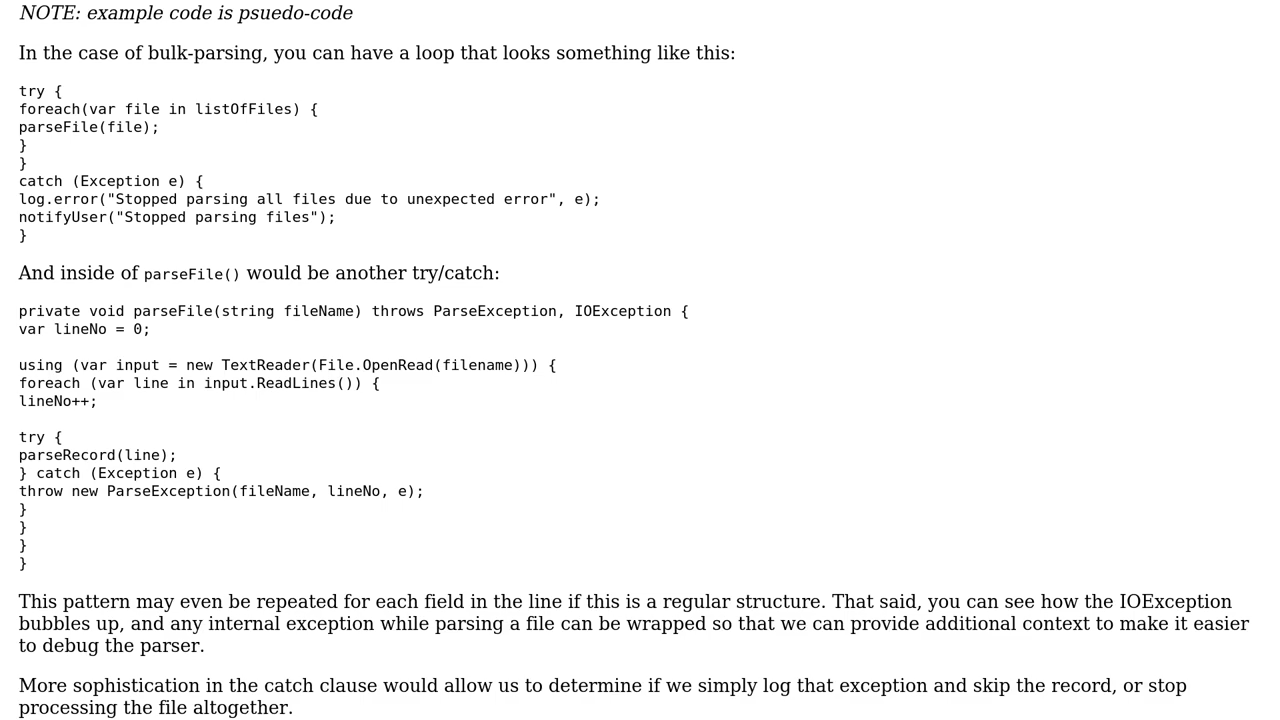 NOTE: example code is psuedo-code
In the case of bulk-parsing, you can have a loop that looks something like this:
try {
foreach(var file in listOfFiles) {
parseFile(file);
}
}
catch (Exception e) {
log.error("Stopped parsing all files due to unexpected error", e);
notifyUser("Stopped parsing files");
}
And inside of parseFile() would be another try/catch:
private void parseFile(string fileName) throws ParseException, IOException {
var lineNo = 0;
using (var input = new TextReader(File.OpenRead(filename))) {
foreach (var line in input.ReadLines()) {
lineNo++;
try {
parseRecord(line);
} catch (Exception e) {
throw new ParseException(fileName, lineNo, e);
}
}
}
}
This pattern may even be repeated for each field in the line if this is a regular structure. That said, you can see how the IOException
bubbles up, and any internal exception while parsing a file can be wrapped so that we can provide additional context to make it easier
to debug the parser.
More sophistication in the catch clause would allow us to determine if we simply log that exception and skip the record, or stop
processing the file altogether.